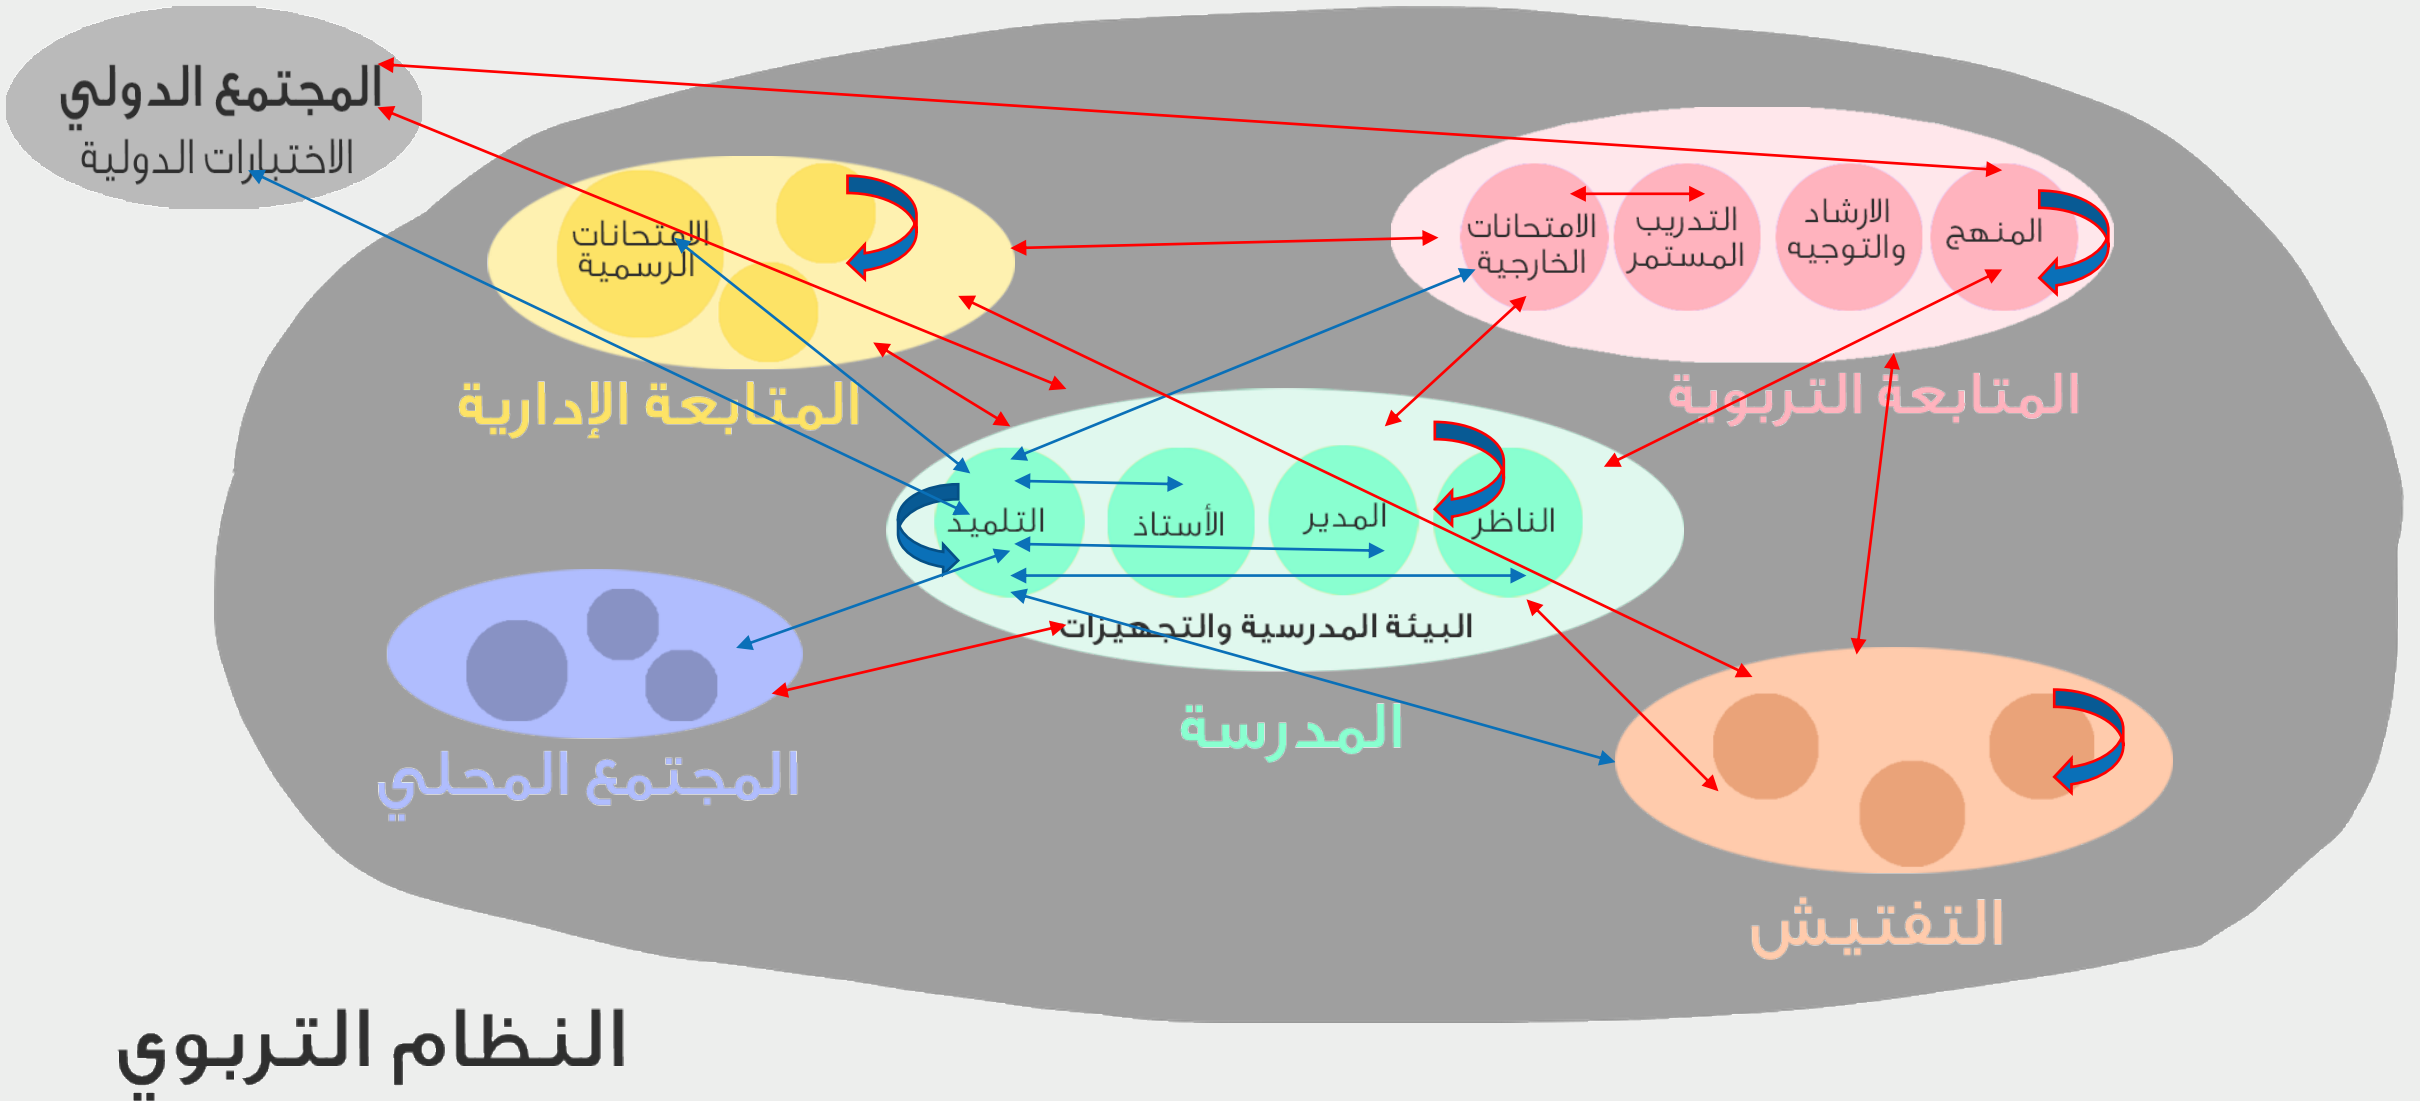 المجتمع الدولي
الاختبارات الدولية
الامتحانات
الخارجية
التدريب
المستمر
الارشاد
والتوجيه
المنهج
المتابعة التربوية
الامتحانات
الرسمية
المتابعة الإدارية
التلميذ
الأستاذ
المدير
الناظر
البيئة المدرسية والتجهيزات
المدرسة
المجتمع المحلي
التفتيش
النظام التربوي